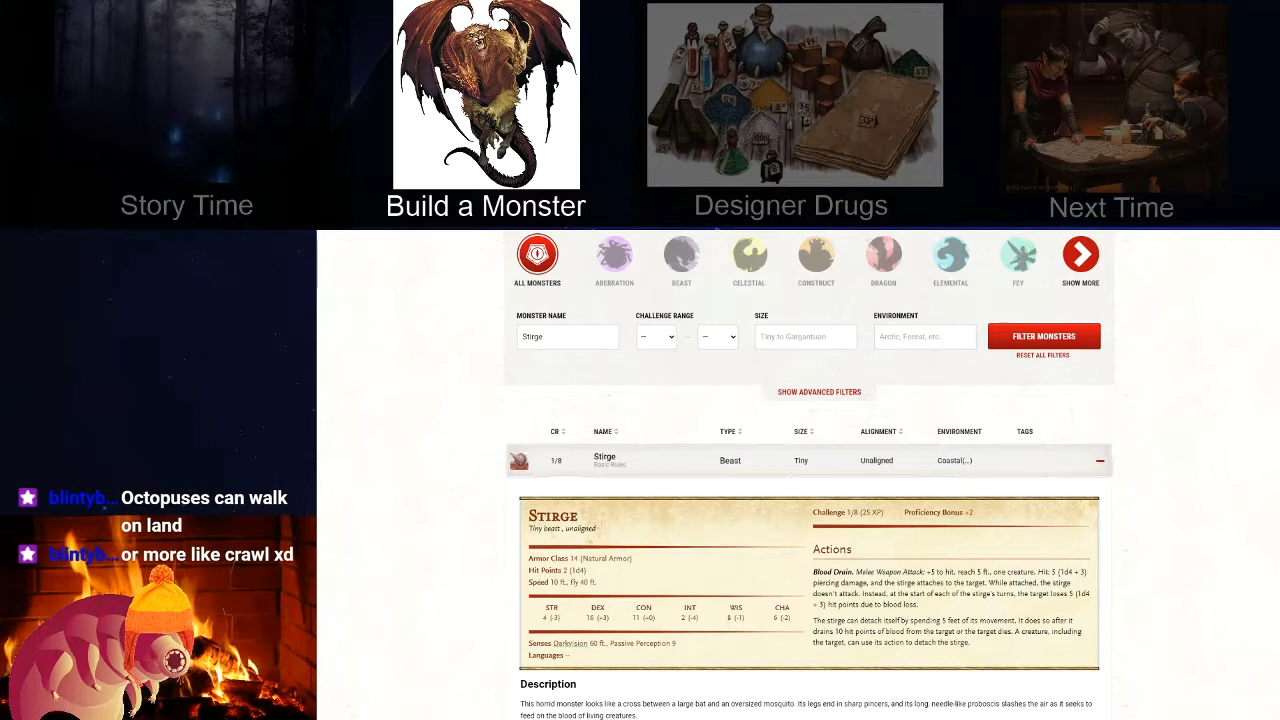 Story Time
Build a Monster
Designer Drugs
Next Time
ALL MONSTERS
ABERRATION
BEAST
CELESTIAL
CONSTRUCT
DRAGON
ELEMENTAL
FEY
SHOW MORE
MONSTER NAME
CHALLENGE RANGE
SIZE
ENVIRONMENT
Stirge
—
—
Tiny to Gargantuan
Arctic, Forest, etc.
FILTER MONSTERS
RESET ALL FILTERS
SHOW ADVANCED FILTERS
CR NAME TYPE SIZE ALIGNMENT ENVIRONMENT TAGS
1/8 Stirge Beast Tiny Unaligned Coastal(...)
Basic Rules
STIRGE
Tiny beast , unaligned
Armor Class 14 (Natural Armor)
Hit Points 2 (1d4)
Speed 10 ft., fly 40 ft.
STR DEX CON INT WIS CHA
4 (-3) 16 (+3) 11 (+0) 2 (-4) 8 (-1) 6 (-2)
Senses Darkvision 60 ft., Passive Perception 9
Languages --
Challenge 1/8 (25 XP) Proficiency Bonus +2
Actions
Blood Drain. Melee Weapon Attack: +5 to hit, reach 5 ft., one creature. Hit: 5 (1d4 + 3)
piercing damage, and the stirge attaches to the target. While attached, the stirge
doesn't attack. Instead, at the start of each of the stirge's turns, the target loses 5 (1d4
+ 3) hit points due to blood loss.
The stirge can detach itself by spending 5 feet of its movement. It does so after it
drains 10 hit points of blood from the target or the target dies. A creature, including
the target, can use its action to detach the stirge.
Description
This horrid monster looks like a cross between a large bat and an oversized mosquito. Its legs end in sharp pincers, and its long, needle-like proboscis slashes the air as it seeks to
feed on the blood of living creatures.
blintyb... Octopuses can walk
on land
blintyb... or more like crawl xd